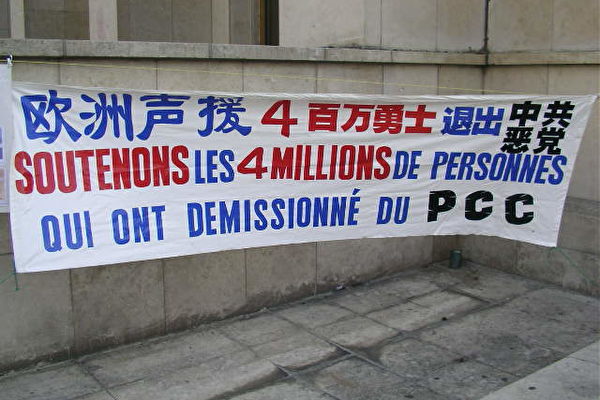 欧洲声援4百万勇士退出中共恶党
SOUTENONS LES 4 MILLIONS DE PERSONNES
QUI ONT DEMISSIONNÉ DU PCC